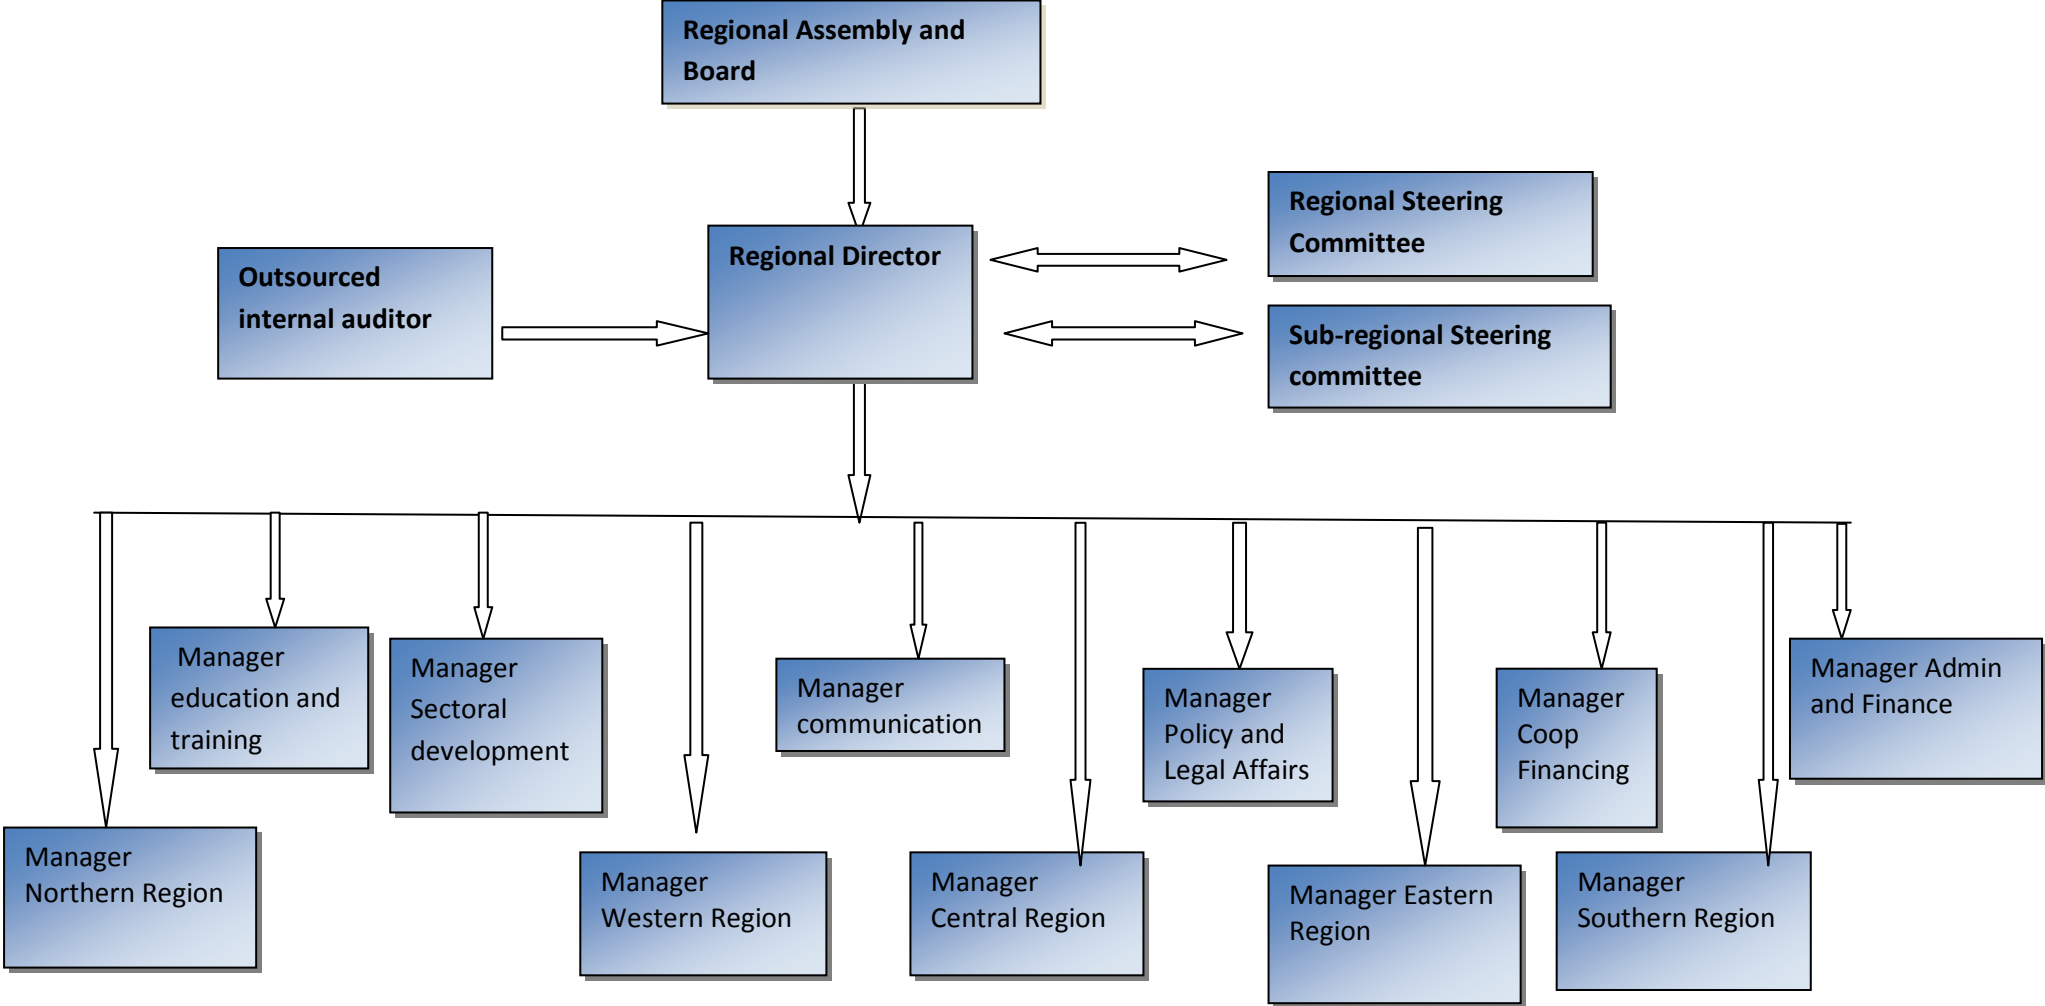 Regional Assembly and
Board
Regional Steering
Committee
Regional Director
Outsourced
internal auditor
Sub-regional Steering
committee
Manager
education and
training
Manager
Sectoral
development
Manager
communication
Manager
Policy and
Legal Affairs
Manager
Coop
Financing
Manager Admin
and Finance
Manager
Northern Region
Manager
Western Region
Manager
Central Region
Manager Eastern
Region
Manager
Southern Region